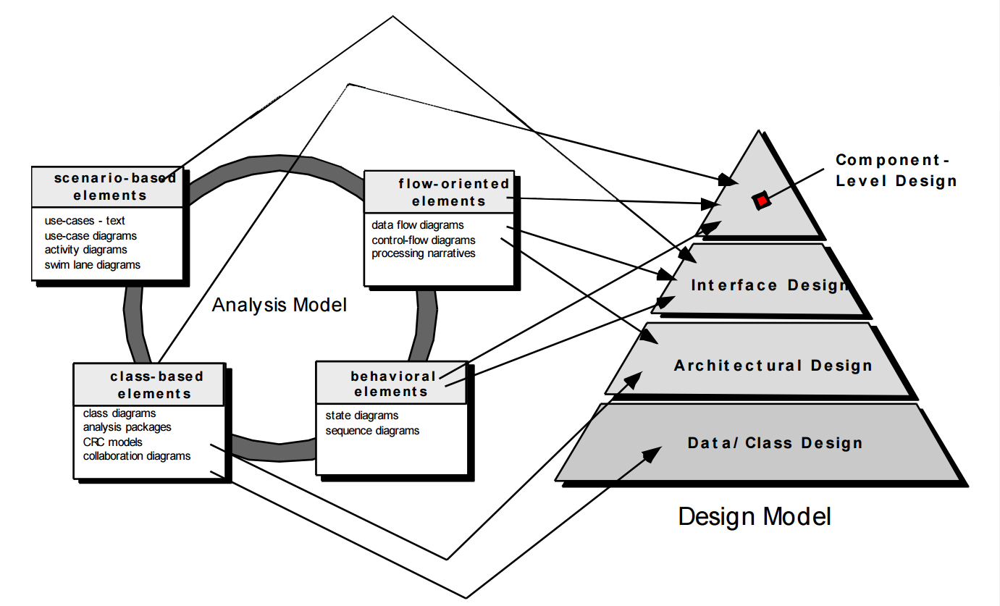 scenario-based
elements
use-cases - text
use-case diagrams
activity diagrams
swim lane diagrams
flow-oriented
elements
data flow diagrams
control-flow diagrams
processing narratives
Analysis Model
class-based
elements
class diagrams
analysis packages
CRC models
collaboration diagrams
behavioral
elements
state diagrams
sequence diagrams
Component-
Level Design
Interface Design
Architectural Design
Data/ Class Design
Design Model